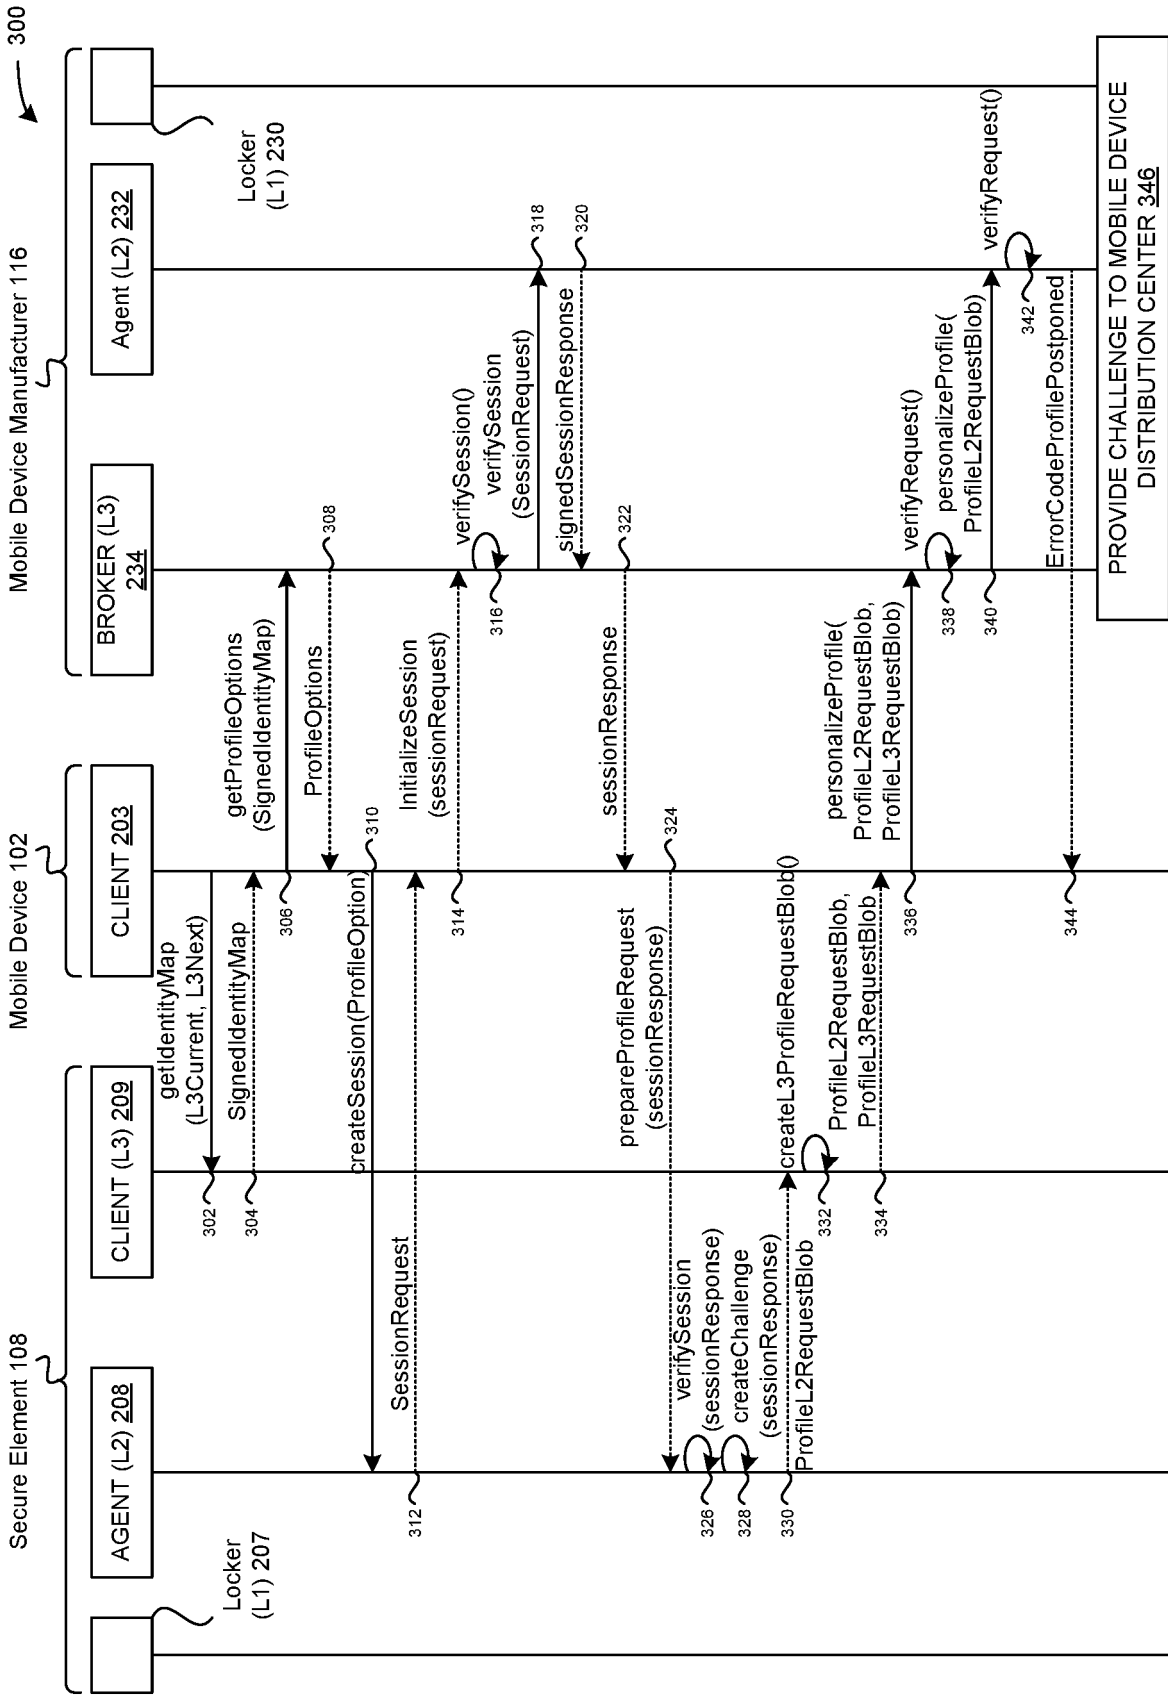 300
Secure Element 108
Mobile Device 102
Mobile Device Manufacturer 116
AGENT (L2) 208
CLIENT (L3) 209
CLIENT 203
BROKER (L3)
234
Agent (L2) 232
Locker
(L1) 207
Locker
(L1) 230
getIdentityMap
(L3Current, L3Next)
302
SignedIdentityMap
304
getProfileOptions
(SignedIdentityMap)
306
ProfileOptions
308
createSession(ProfileOption)
310
SessionRequest
312
InitializeSession
(sessionRequest)
314
verifySession()
316
verifySession
(SessionRequest)
318
signedSessionResponse
320
sessionResponse
322
prepareProfileRequest
(sessionResponse)
324
verifySession
(sessionResponse)
326
createChallenge
(sessionResponse)
328
ProfileL2RequestBlob
330
createL3ProfileRequestBlob()
332
ProfileL2RequestBlob,
ProfileL3RequestBlob
334
personalizeProfile(
ProfileL2RequestBlob,
ProfileL3RequestBlob)
336
verifyRequest()
338
personalizeProfile(
ProfileL2RequestBlob)
340
verifyRequest()
342
ErrorCodeProfilePostponed
344
PROVIDE CHALLENGE TO MOBILE DEVICE
DISTRIBUTION CENTER 346